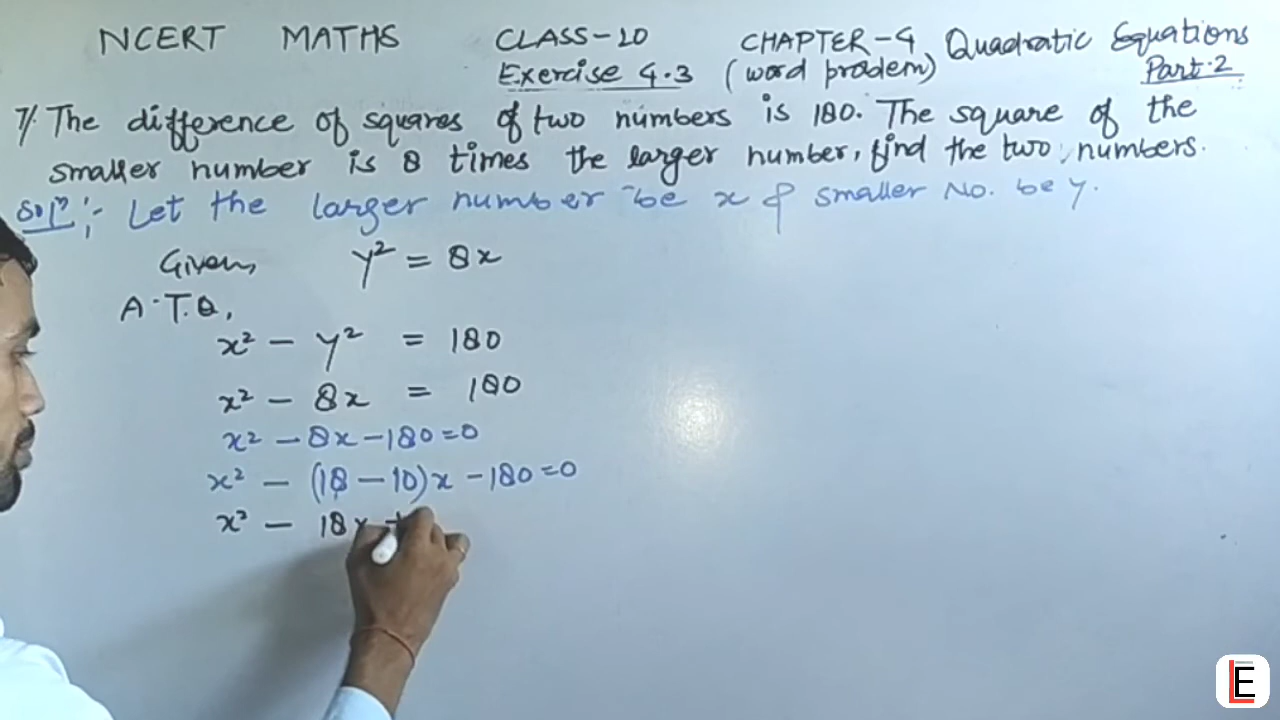 NCERT MATHS CLASS-10 CHAPTER-4 Quadratic Equations
Exercise 4.3 (word problem) Part-2
7/. The difference of squares of two numbers is 180. The square of the
smaller number is 8 times the larger number, find the two numbers.
Solⁿ:- Let the larger number be x & smaller No. be y.
Given, y² = 8x
A.T.Q,
x² - y² = 180
x² - 8x = 180
x² - 8x - 180 = 0
x² - (18 - 10)x - 180 = 0
x² - 18x +
LE